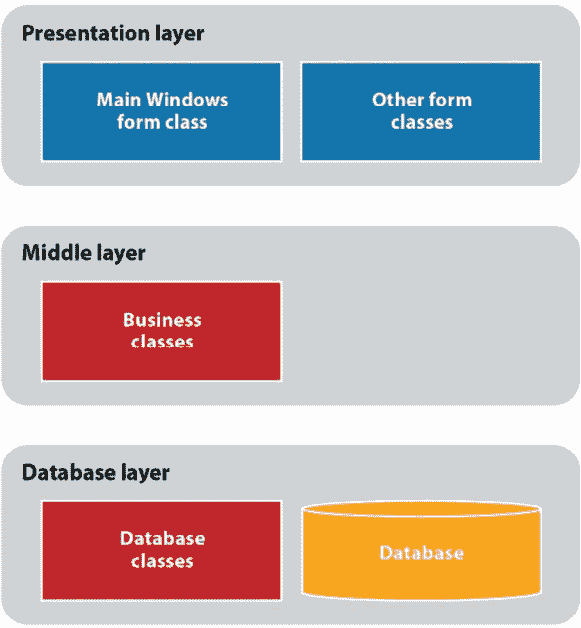 Presentation layer
Main Windows
form class
Other form
classes
Middle layer
Business
classes
Database layer
Database
classes
Database